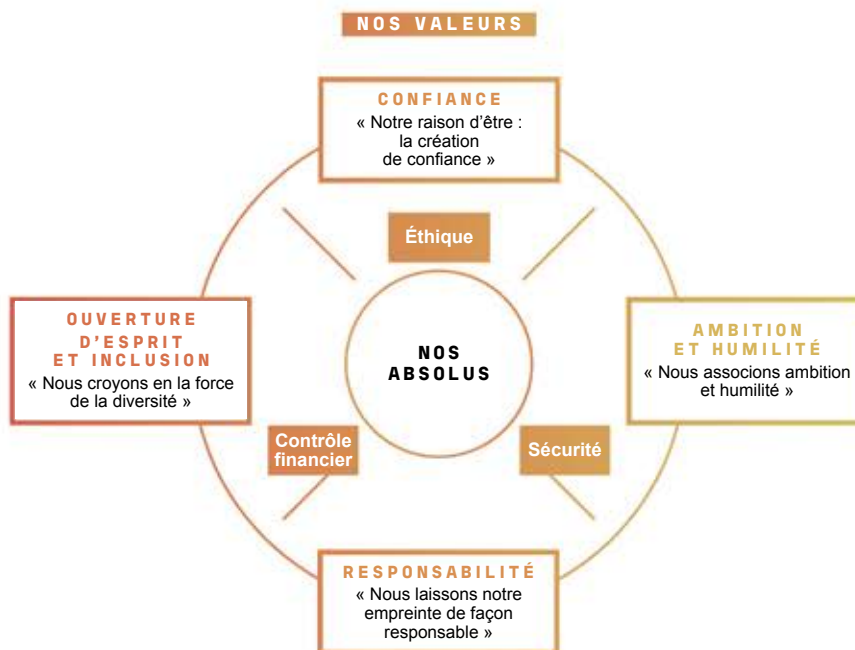 NOS VALEURS
CONFIANCE
« Notre raison d’être :
la création
de confiance »
Éthique
OUVERTURE
D’ESPRIT
ET INCLUSION
« Nous croyons en la force
de la diversité »
NOS
ABSOLUS
AMBITION
ET HUMILITÉ
« Nous associons ambition
et humilité »
Contrôle
financier
Sécurité
RESPONSABILITÉ
« Nous laissons notre
empreinte de façon
responsable »